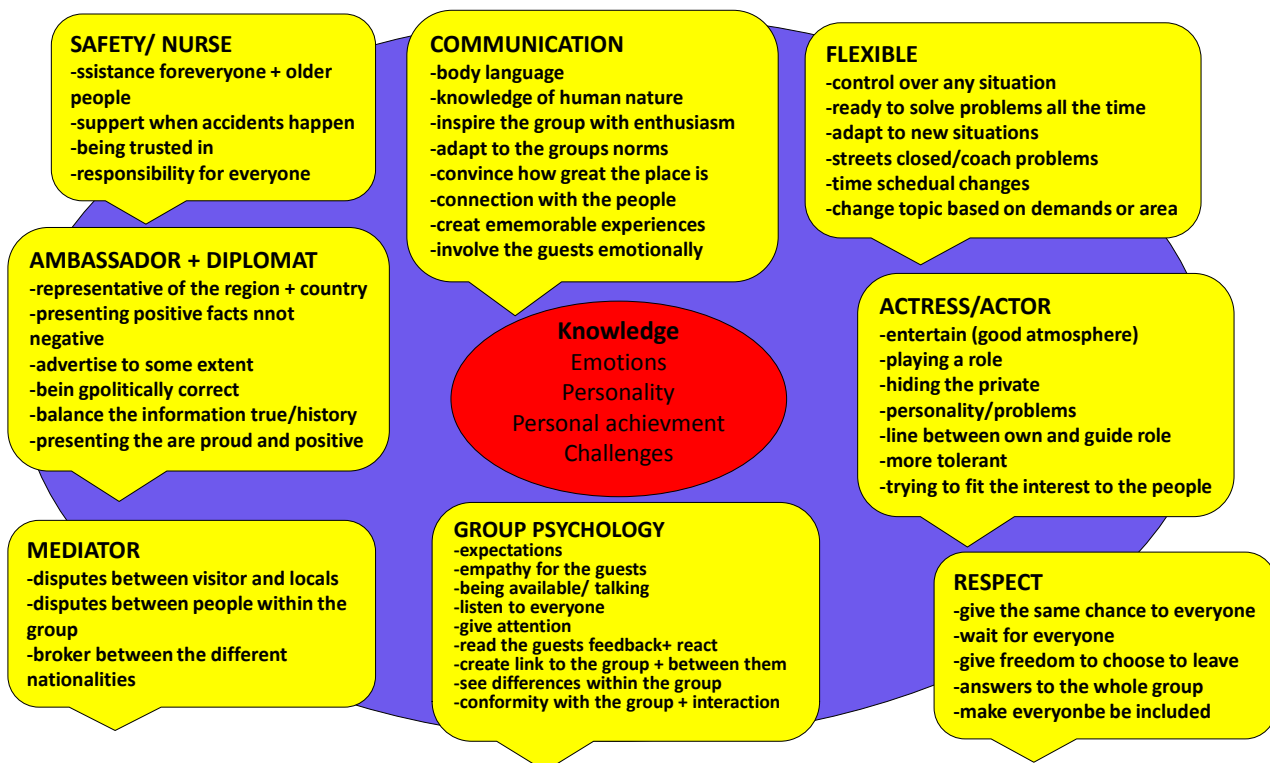 SAFETY/ NURSE
-ssistance foreveryone + older
people
-suppert when accidents happen
-being trusted in
-responsibility for everyone
COMMUNICATION
-body language
-knowledge of human nature
-inspire the group with enthusiasm
-adapt to the groups norms
-convince how great the place is
-connection with the people
-creat ememorable experiences
-involve the guests emotionally
FLEXIBLE
-control over any situation
-ready to solve problems all the time
-adapt to new situations
-streets closed/coach problems
-time schedual changes
-change topic based on demands or area
AMBASSADOR + DIPLOMAT
-representative of the region + country
-presenting positive facts nnot
negative
-advertise to some extent
-bein gpolitically correct
-balance the information true/history
-presenting the are proud and positive
Knowledge
Emotions
Personality
Personal achievment
Challenges
ACTRESS/ACTOR
-entertain (good atmosphere)
-playing a role
-hiding the private
-personality/problems
-line between own and guide role
-more tolerant
-trying to fit the interest to the people
MEDIATOR
-disputes between visitor and locals
-disputes between people within the
group
-broker between the different
nationalities
GROUP PSYCHOLOGY
-expectations
-empathy for the guests
-being available/ talking
-listen to everyone
-give attention
-read the guests feedback+ react
-create link to the group + between them
-see differences within the group
-conformity with the group + interaction
RESPECT
-give the same chance to everyone
-wait for everyone
-give freedom to choose to leave
-answers to the whole group
-make everyonbe be included